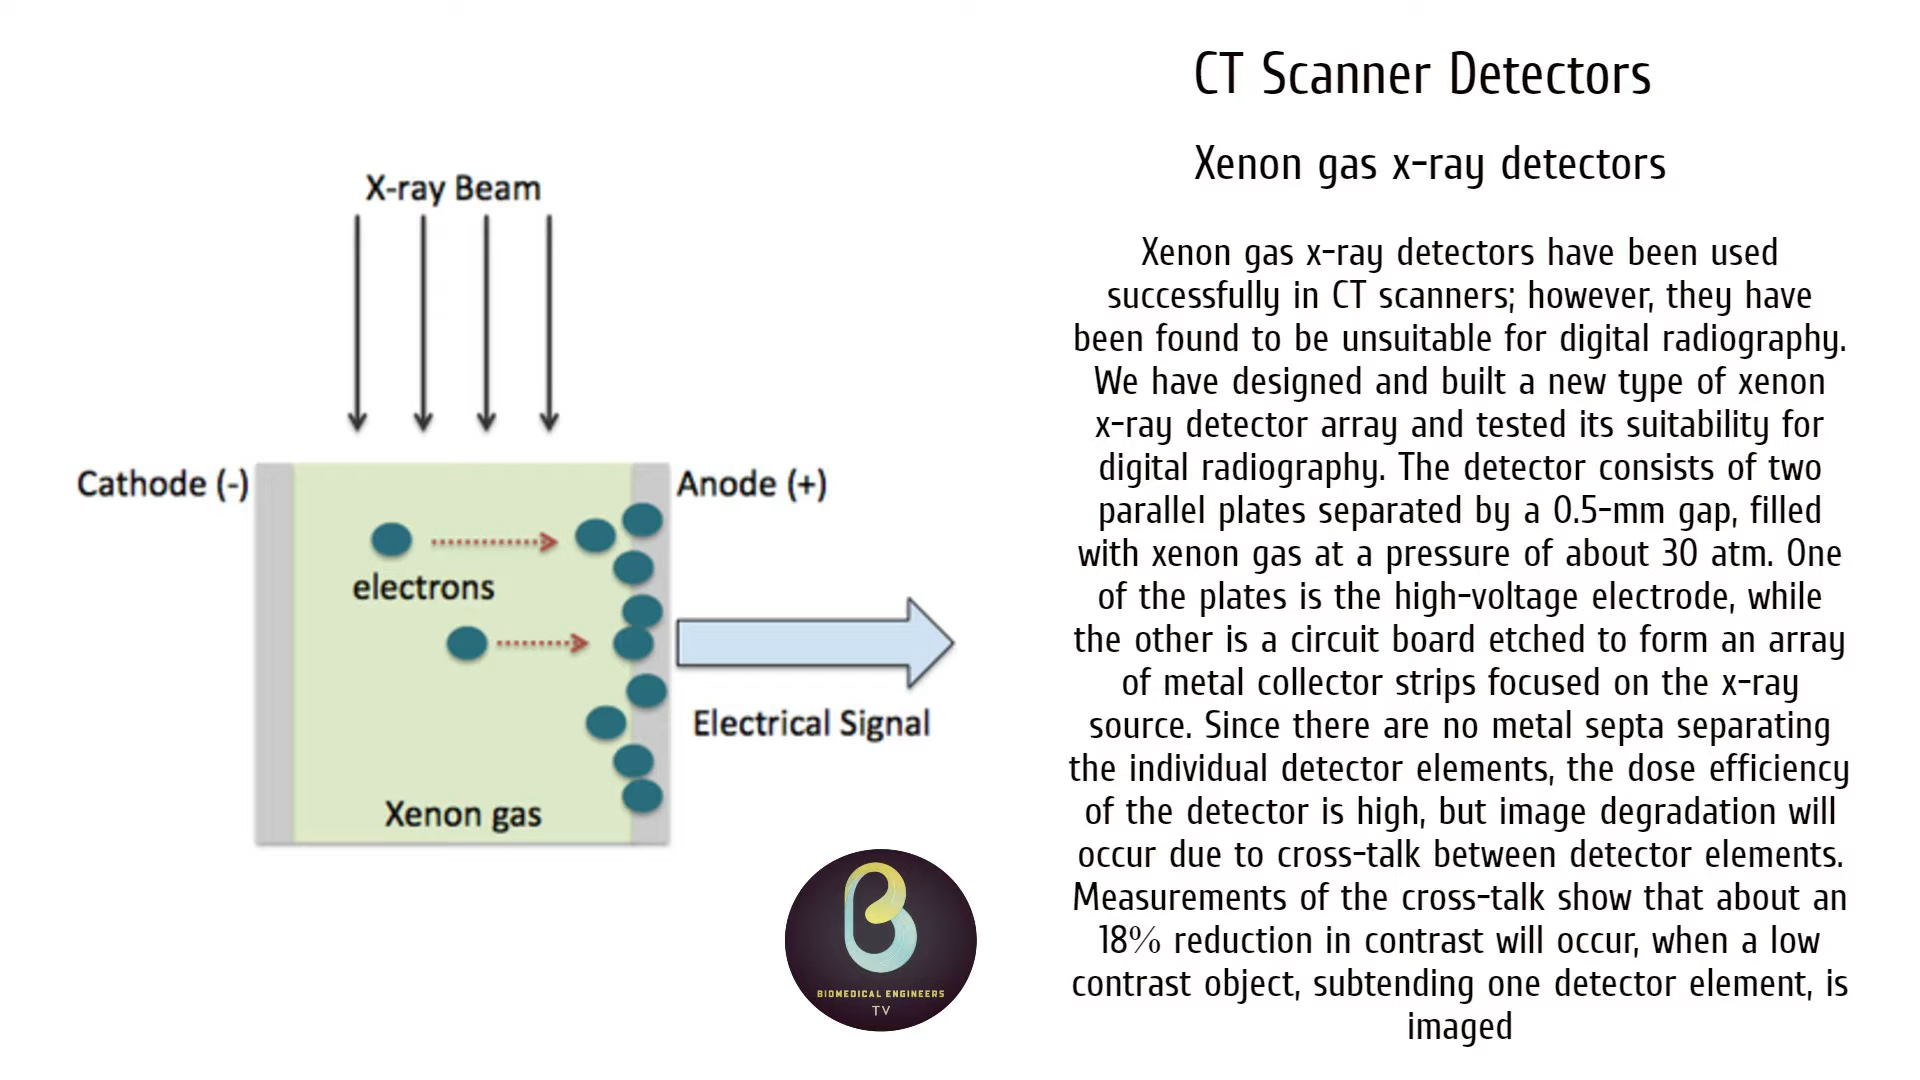 CT Scanner Detectors
Xenon gas x-ray detectors
X-ray Beam
Cathode (-)
Anode (+)
electrons
Electrical Signal
Xenon gas
BIOMEDICAL ENGINEERS
TV
Xenon gas x-ray detectors have been used
successfully in CT scanners; however, they have
been found to be unsuitable for digital radiography.
We have designed and built a new type of xenon
x-ray detector array and tested its suitability for
digital radiography. The detector consists of two
parallel plates separated by a 0.5-mm gap, filled
with xenon gas at a pressure of about 30 atm. One
of the plates is the high-voltage electrode, while
the other is a circuit board etched to form an array
of metal collector strips focused on the x-ray
source. Since there are no metal septa separating
the individual detector elements, the dose efficiency
of the detector is high, but image degradation will
occur due to cross-talk between detector elements.
Measurements of the cross-talk show that about an
18% reduction in contrast will occur, when a low
contrast object, subtending one detector element, is
imaged